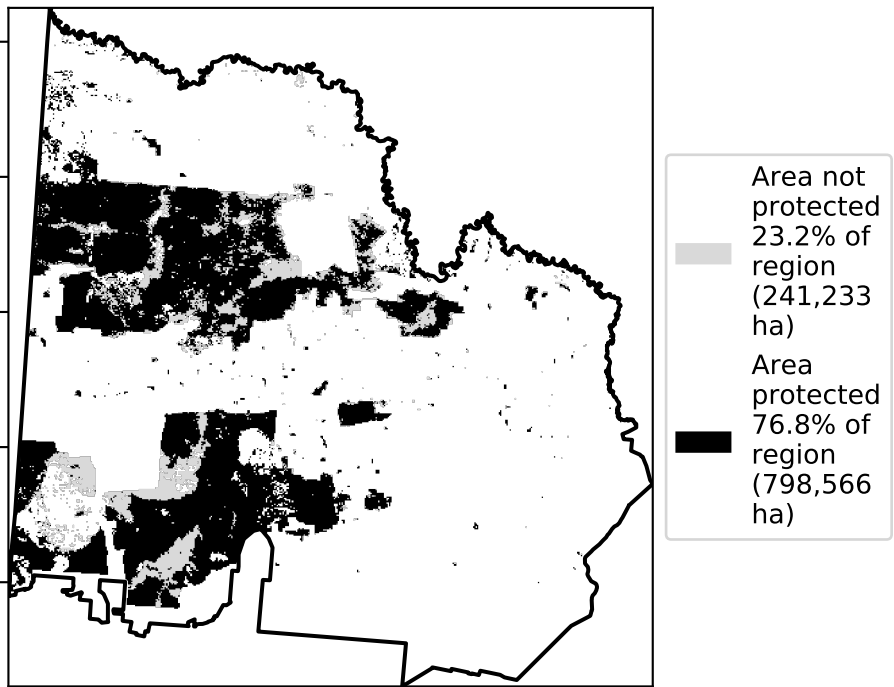 Area not
protected
23.2% of
region
(241,233
ha)
Area
protected
76.8% of
region
(798,566
ha)